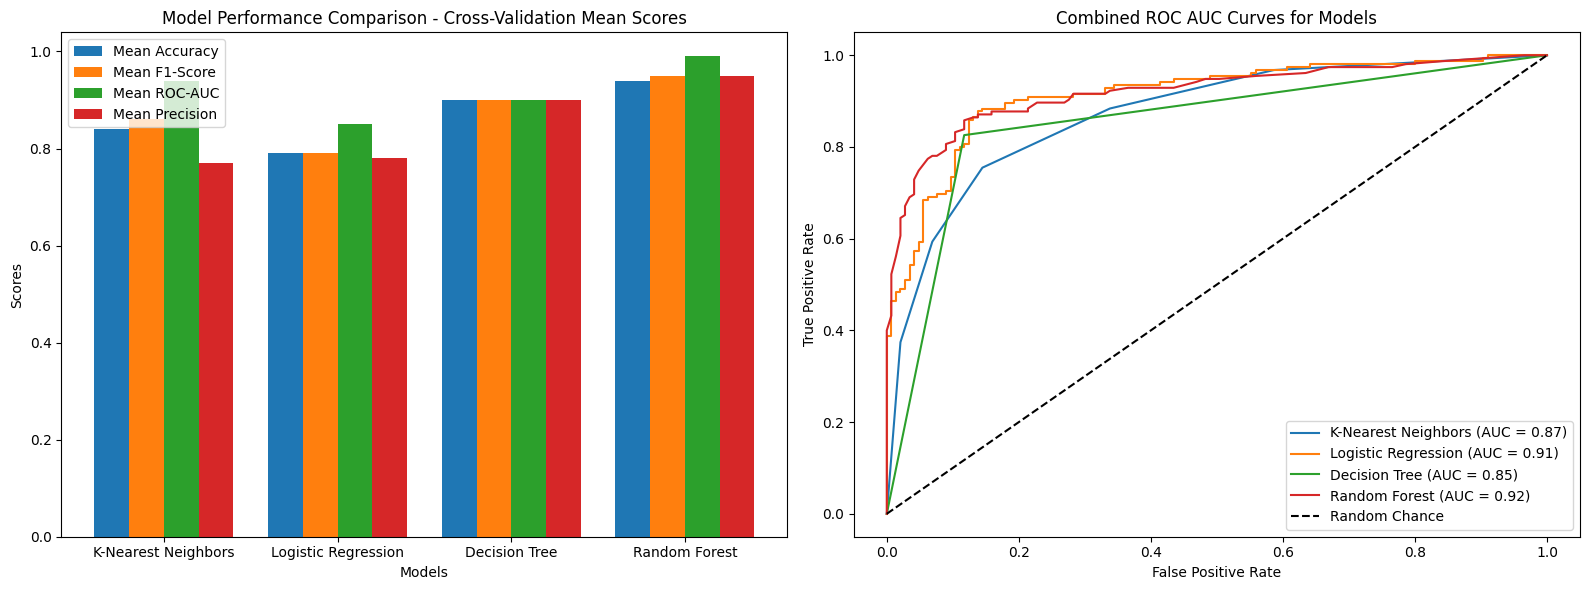 Model Performance Comparison - Cross-Validation Mean Scores
Mean Accuracy
Mean F1-Score
Mean ROC-AUC
Mean Precision
1.0
0.8
0.6
0.4
0.2
0.0
Scores
K-Nearest Neighbors
Logistic Regression
Decision Tree
Random Forest
Models
Combined ROC AUC Curves for Models
1.0
0.8
0.6
0.4
0.2
0.0
True Positive Rate
K-Nearest Neighbors (AUC = 0.87)
Logistic Regression (AUC = 0.91)
Decision Tree (AUC = 0.85)
Random Forest (AUC = 0.92)
Random Chance
0.0
0.2
0.4
0.6
0.8
1.0
False Positive Rate